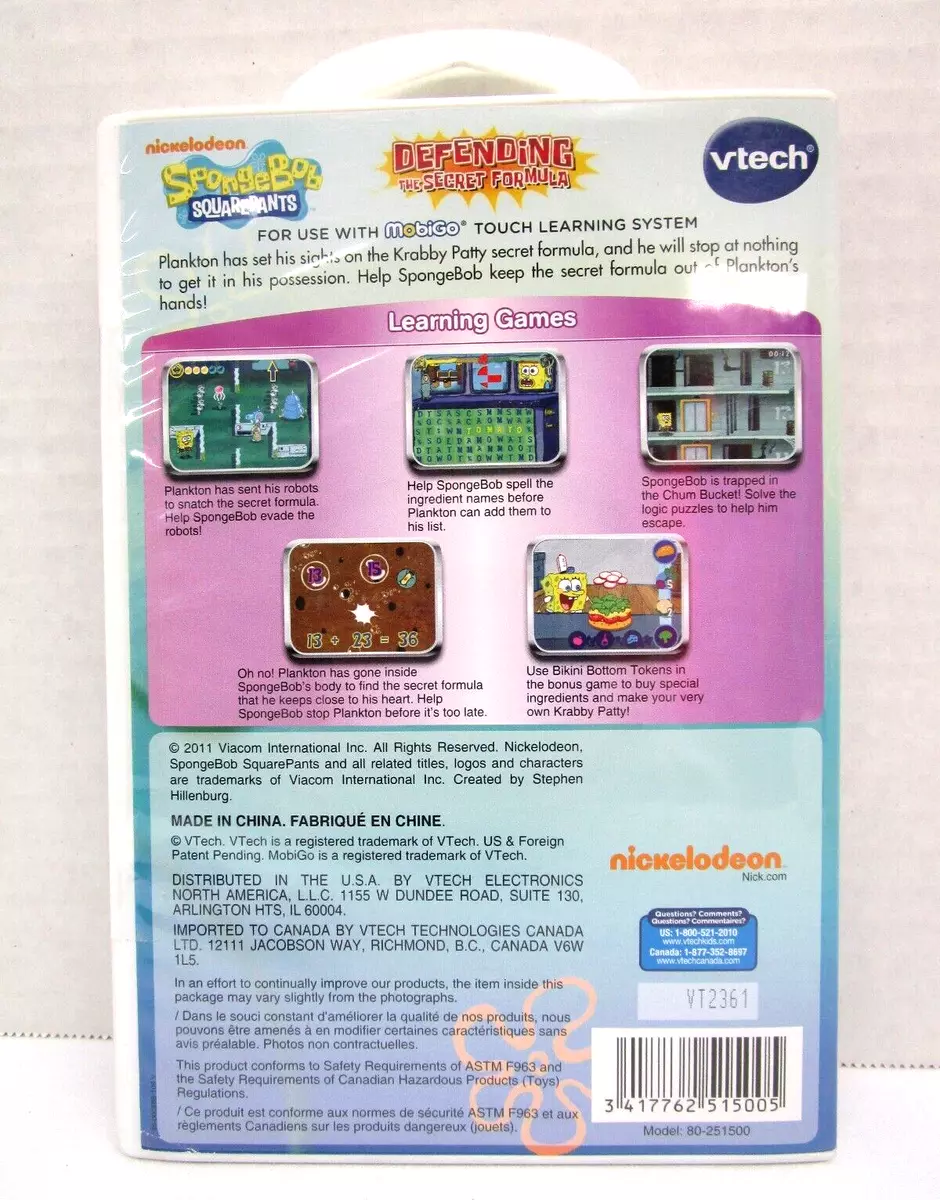 nickelodeon
SpongeBob
SQUAREPANTS
DEFENDING
THE SECRET FORMULA
vtech®
FOR USE WITH MobiGo® TOUCH LEARNING SYSTEM
Plankton has set his sights on the Krabby Patty secret formula, and he will stop at nothing
to get it in his possession. Help SpongeBob keep the secret formula out of Plankton's
hands!
Learning Games
00:11
TOMATO
Plankton has sent his robots
to snatch the secret formula.
Help SpongeBob evade the
robots!
Help SpongeBob spell the
ingredient names before
Plankton can add them to
his list.
SpongeBob is trapped in
the Chum Bucket! Solve the
logic puzzles to help him
escape.
13 15
13 + 23 = 36
Oh no! Plankton has gone inside
SpongeBob's body to find the secret formula
that he keeps close to his heart. Help
SpongeBob stop Plankton before it's too late.
Use Bikini Bottom Tokens in
the bonus game to buy special
ingredients and make your very
own Krabby Patty!
© 2011 Viacom International Inc. All Rights Reserved. Nickelodeon,
SpongeBob SquarePants and all related titles, logos and characters
are trademarks of Viacom International Inc. Created by Stephen
Hillenburg.
MADE IN CHINA. FABRIQUÉ EN CHINE.
© VTech. VTech is a registered trademark of VTech. US & Foreign
Patent Pending. MobiGo is a registered trademark of VTech.
DISTRIBUTED IN THE U.S.A. BY VTECH ELECTRONICS
NORTH AMERICA, L.L.C. 1155 W DUNDEE ROAD, SUITE 130,
ARLINGTON HTS, IL 60004.
IMPORTED TO CANADA BY VTECH TECHNOLOGIES CANADA
LTD. 12111 JACOBSON WAY, RICHMOND, B.C., CANADA V6W
1L5.
In an effort to continually improve our products, the item inside this
package may vary slightly from the photographs.
/ Dans le souci constant d'améliorer la qualité de nos produits, nous
pouvons être amenés à en modifier certaines caractéristiques sans
avis préalable. Photos non contractuelles.
This product conforms to Safety Requirements of ASTM F963 and
the Safety Requirements of Canadian Hazardous Products (Toys)
Regulations.
/ Ce produit est conforme aux normes de sécurité ASTM F963 et aux
règlements Canadiens sur les produits dangereux (jouets).
nickelodeon
Nick.com
Questions? Comments?
Questions? Commentaires?
US: 1-800-521-2010
www.vtechkids.com
Canada: 1-877-352-8697
www.vtechcanada.com
VT2361
3 417762 515005
Model: 80-251500